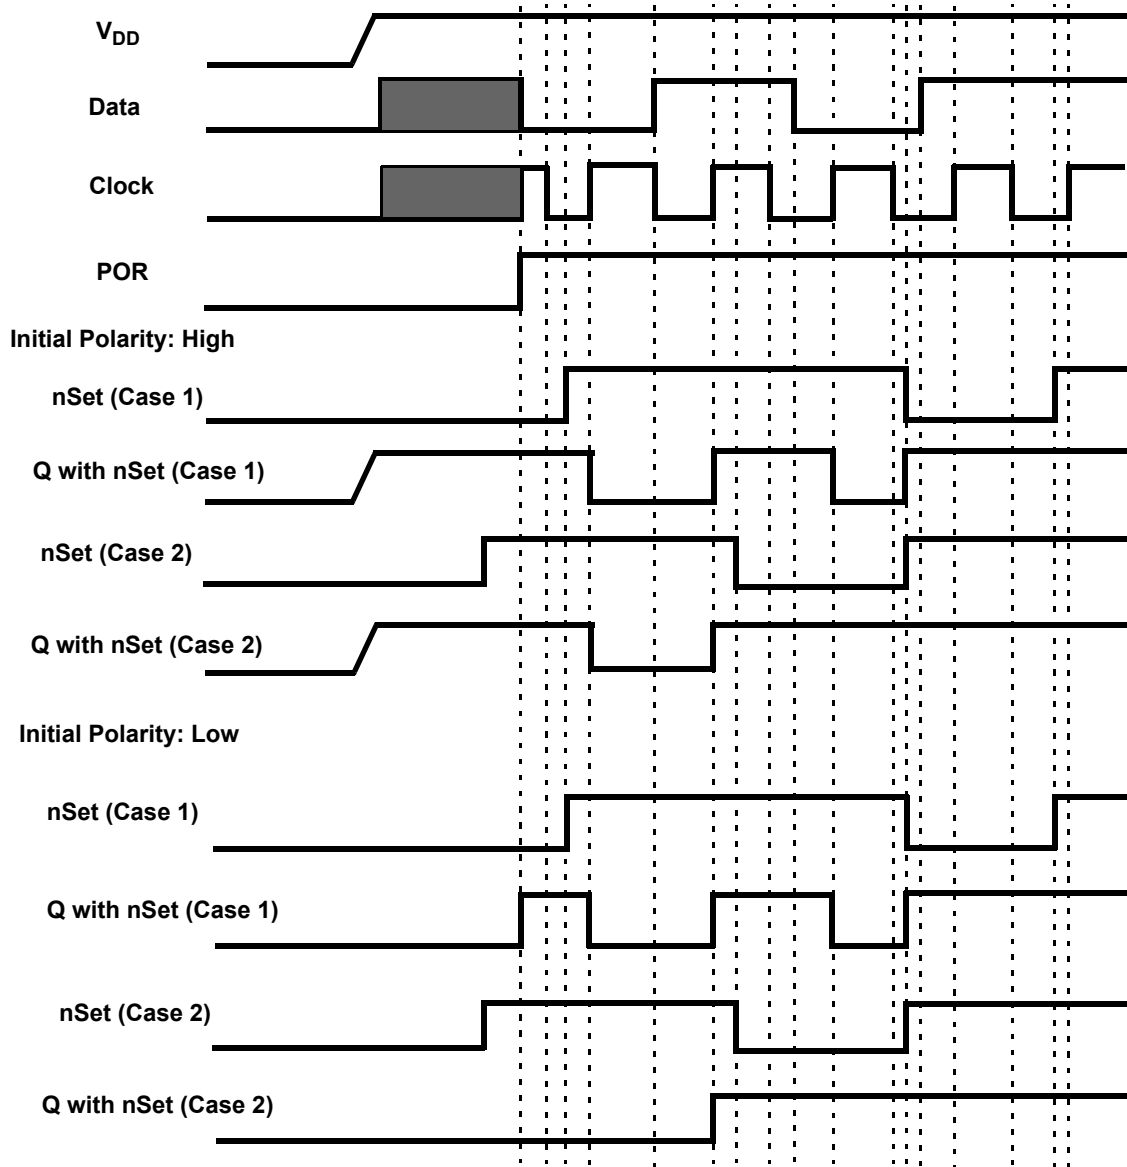 VDD
Data
Clock
POR
Initial Polarity: High
nSet (Case 1)
Q with nSet (Case 1)
nSet (Case 2)
Q with nSet (Case 2)
Initial Polarity: Low
nSet (Case 1)
Q with nSet (Case 1)
nSet (Case 2)
Q with nSet (Case 2)